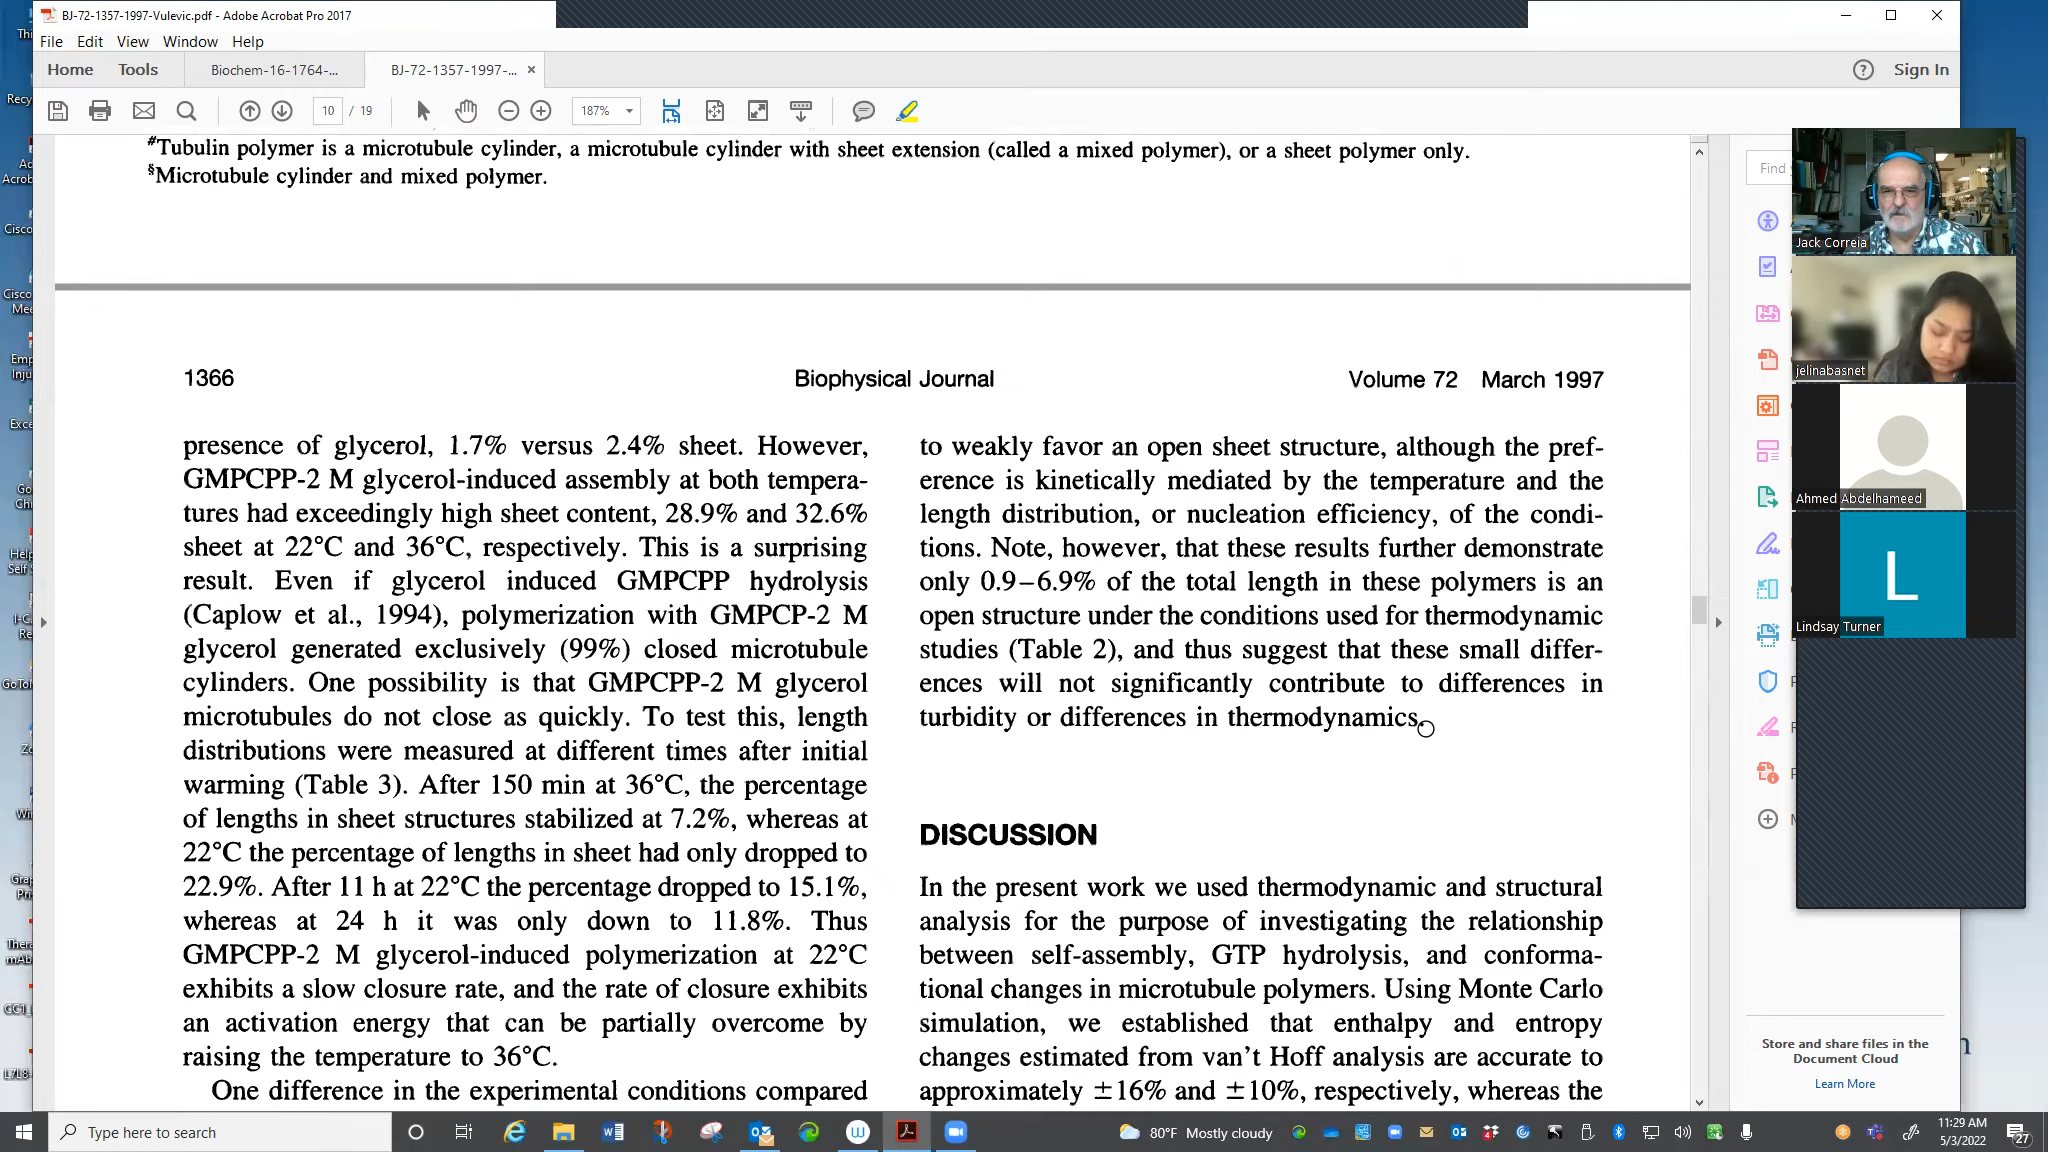 BJ-72-1357-1997-Vulevic.pdf - Adobe Acrobat Pro 2017
File Edit View Window Help
Home Tools Biochem-16-1764-... BJ-72-1357-1997-... × Sign In
10 / 19 187%
#Tubulin polymer is a microtubule cylinder, a microtubule cylinder with sheet extension (called a mixed polymer), or a sheet polymer only.
§Microtubule cylinder and mixed polymer.
1366 Biophysical Journal Volume 72 March 1997
presence of glycerol, 1.7% versus 2.4% sheet. However,
GMPCPP-2 M glycerol-induced assembly at both tempera-
tures had exceedingly high sheet content, 28.9% and 32.6%
sheet at 22°C and 36°C, respectively. This is a surprising
result. Even if glycerol induced GMPCPP hydrolysis
(Caplow et al., 1994), polymerization with GMPCP-2 M
glycerol generated exclusively (99%) closed microtubule
cylinders. One possibility is that GMPCPP-2 M glycerol
microtubules do not close as quickly. To test this, length
distributions were measured at different times after initial
warming (Table 3). After 150 min at 36°C, the percentage
of lengths in sheet structures stabilized at 7.2%, whereas at
22°C the percentage of lengths in sheet had only dropped to
22.9%. After 11 h at 22°C the percentage dropped to 15.1%,
whereas at 24 h it was only down to 11.8%. Thus
GMPCPP-2 M glycerol-induced polymerization at 22°C
exhibits a slow closure rate, and the rate of closure exhibits
an activation energy that can be partially overcome by
raising the temperature to 36°C.
One difference in the experimental conditions compared
to weakly favor an open sheet structure, although the pref-
erence is kinetically mediated by the temperature and the
length distribution, or nucleation efficiency, of the condi-
tions. Note, however, that these results further demonstrate
only 0.9–6.9% of the total length in these polymers is an
open structure under the conditions used for thermodynamic
studies (Table 2), and thus suggest that these small differ-
ences will not significantly contribute to differences in
turbidity or differences in thermodynamics.
DISCUSSION
In the present work we used thermodynamic and structural
analysis for the purpose of investigating the relationship
between self-assembly, GTP hydrolysis, and conforma-
tional changes in microtubule polymers. Using Monte Carlo
simulation, we established that enthalpy and entropy
changes estimated from van't Hoff analysis are accurate to
approximately ±16% and ±10%, respectively, whereas the
Find
Jack Correia
jelinabasnet
Ahmed Abdelhameed
L
Lindsay Turner
Store and share files in the
Document Cloud
Learn More
Type here to search
80°F Mostly cloudy
11:29 AM
5/3/2022
27